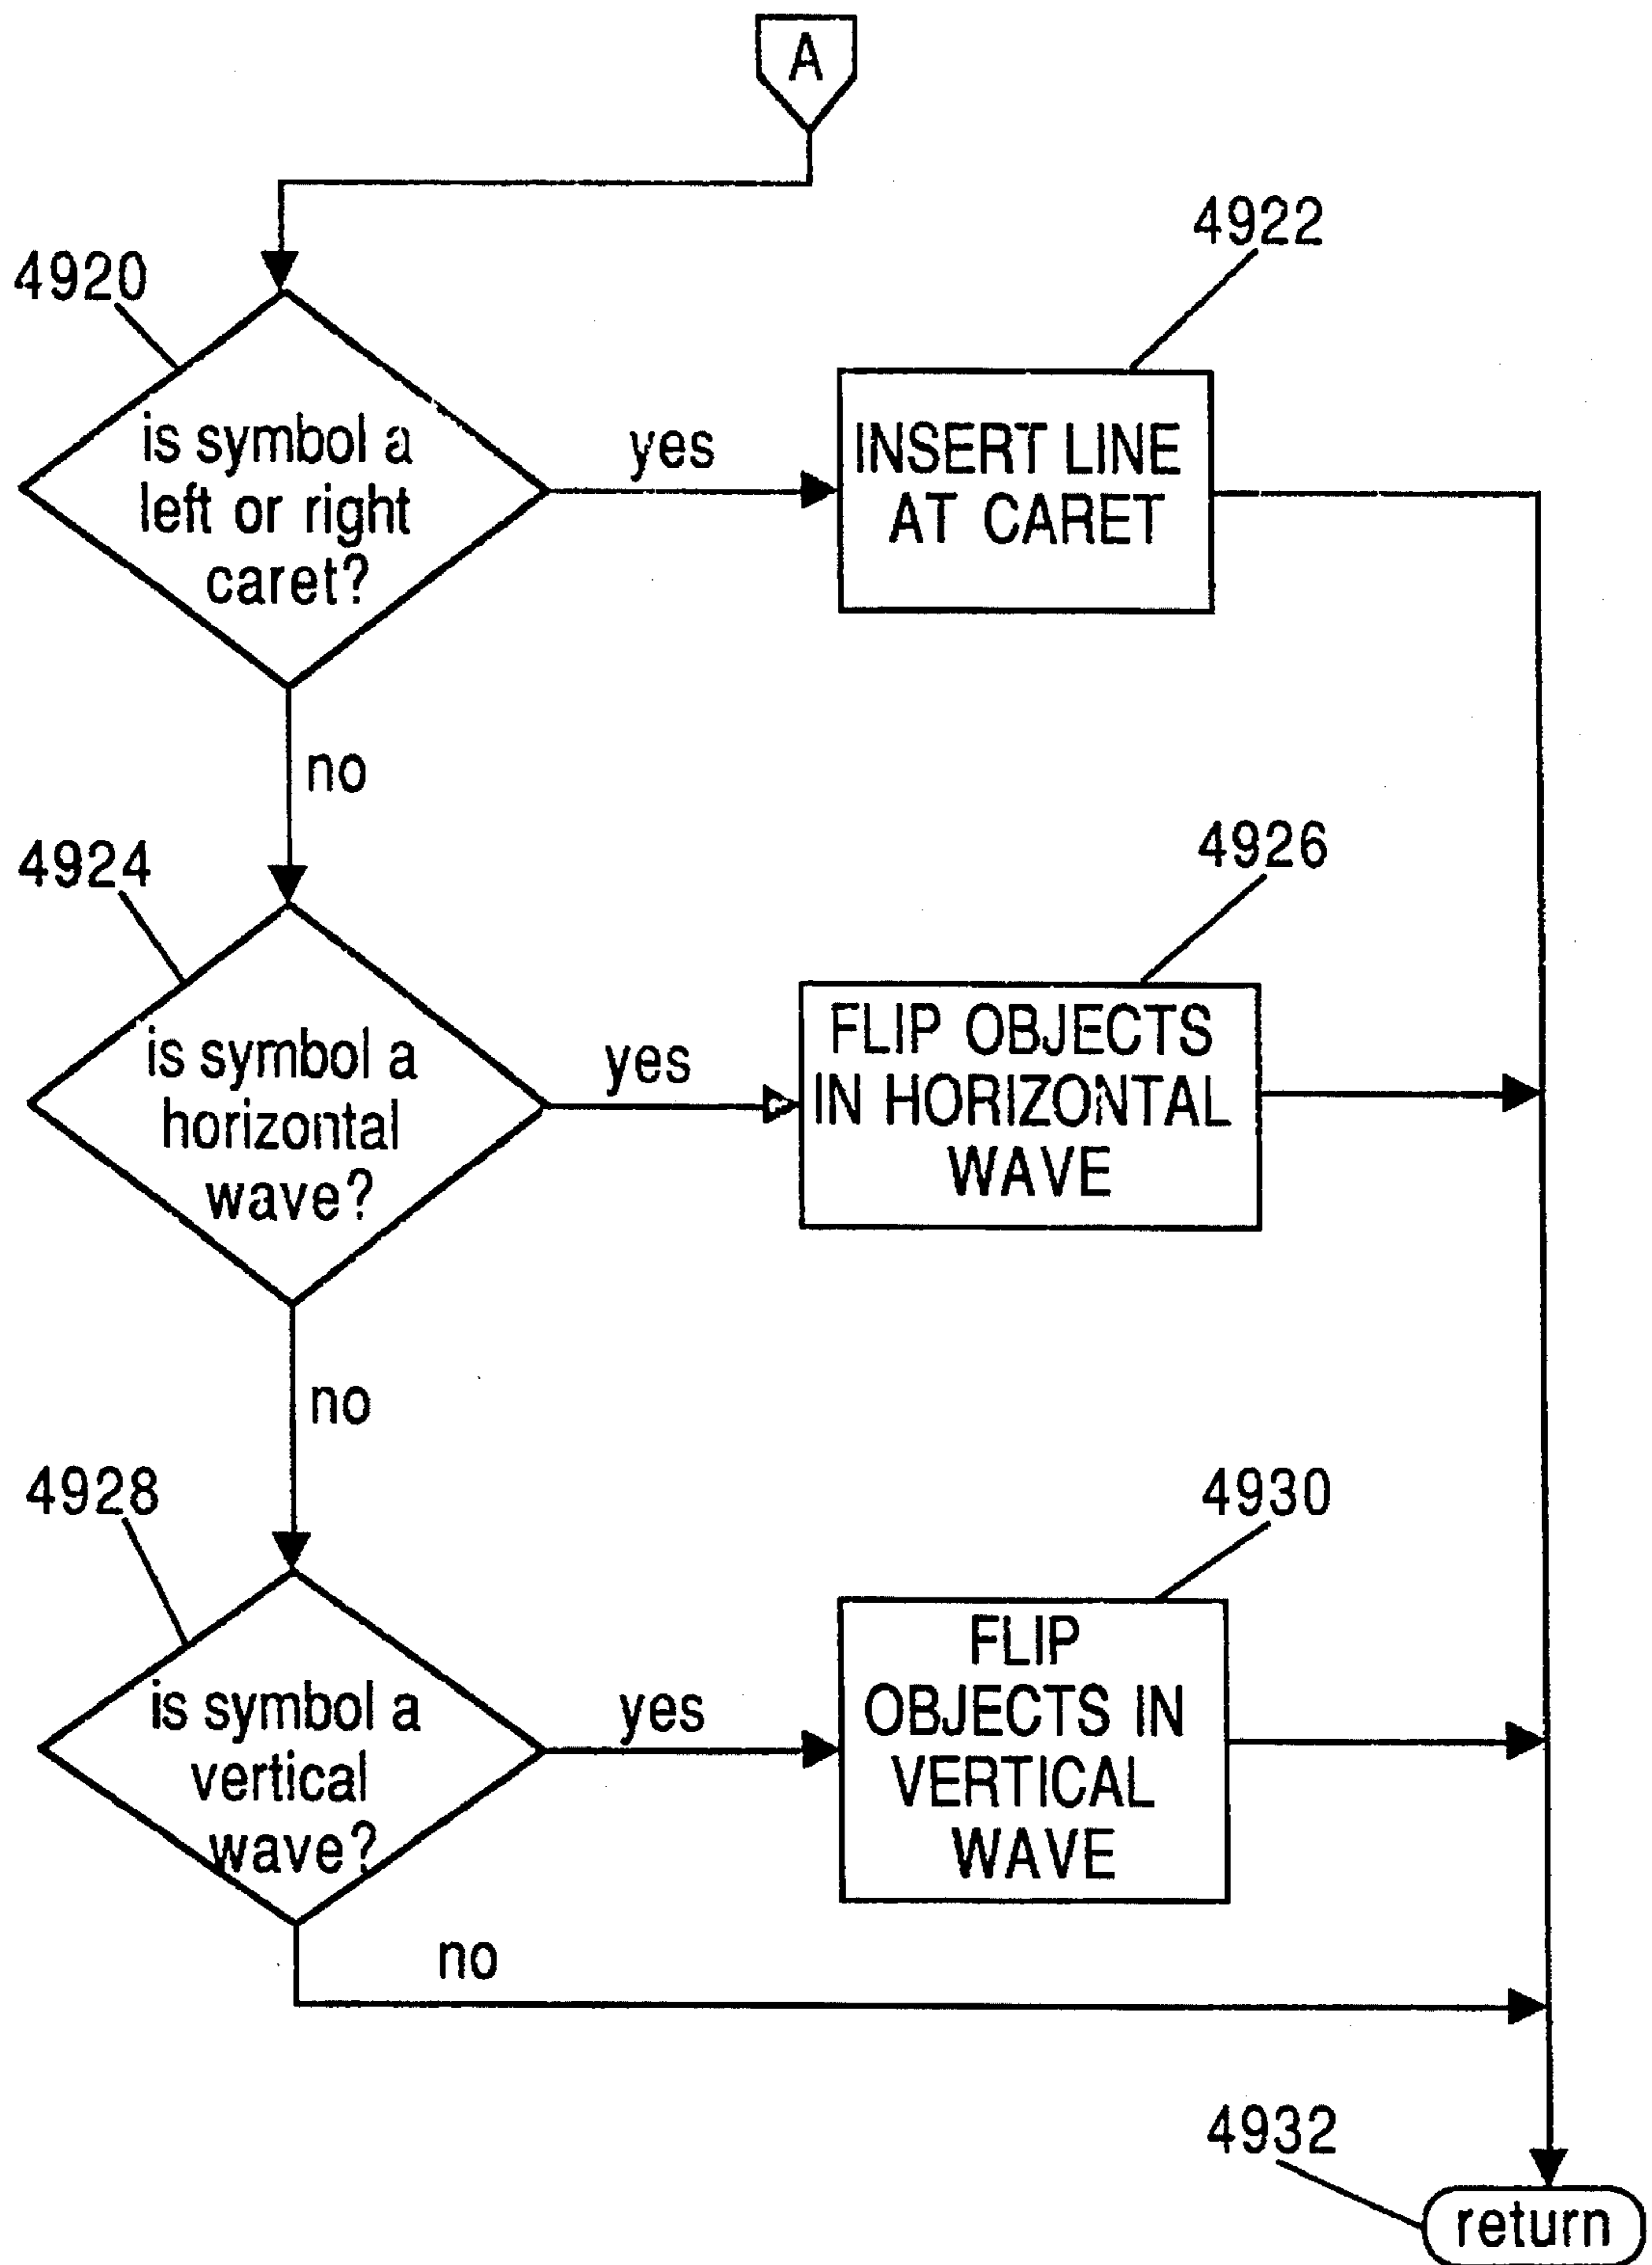 A
4922
4920
is symbol a
left or right
caret?
yes
INSERT LINE
AT CARET
no
4924
4926
is symbol a
horizontal
wave?
yes
FLIP OBJECTS
IN HORIZONTAL
WAVE
no
4928
4930
is symbol a
vertical
wave?
yes
FLIP
OBJECTS IN
VERTICAL
WAVE
no
4932
return